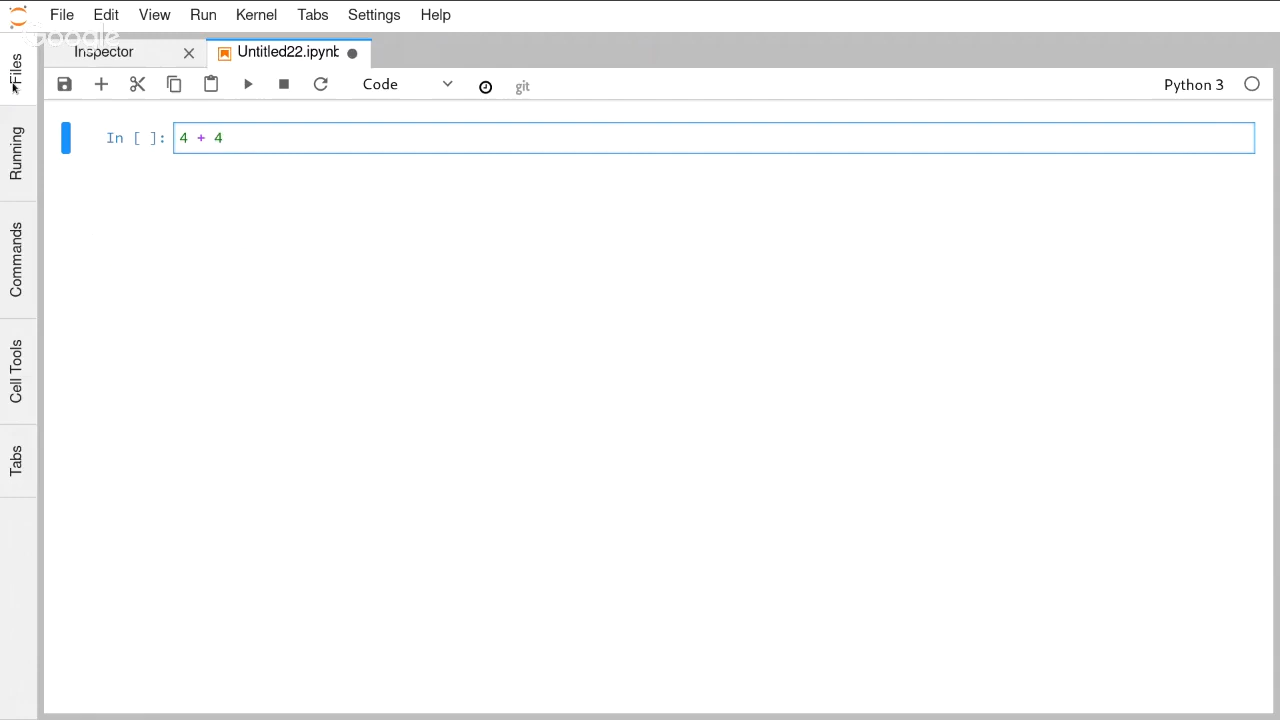 File Edit View Run Kernel Tabs Settings Help
Google
Inspector Untitled22.ipynb
Code git Python 3
In [ ]: 4 + 4
Files
Running
Commands
Cell Tools
Tabs